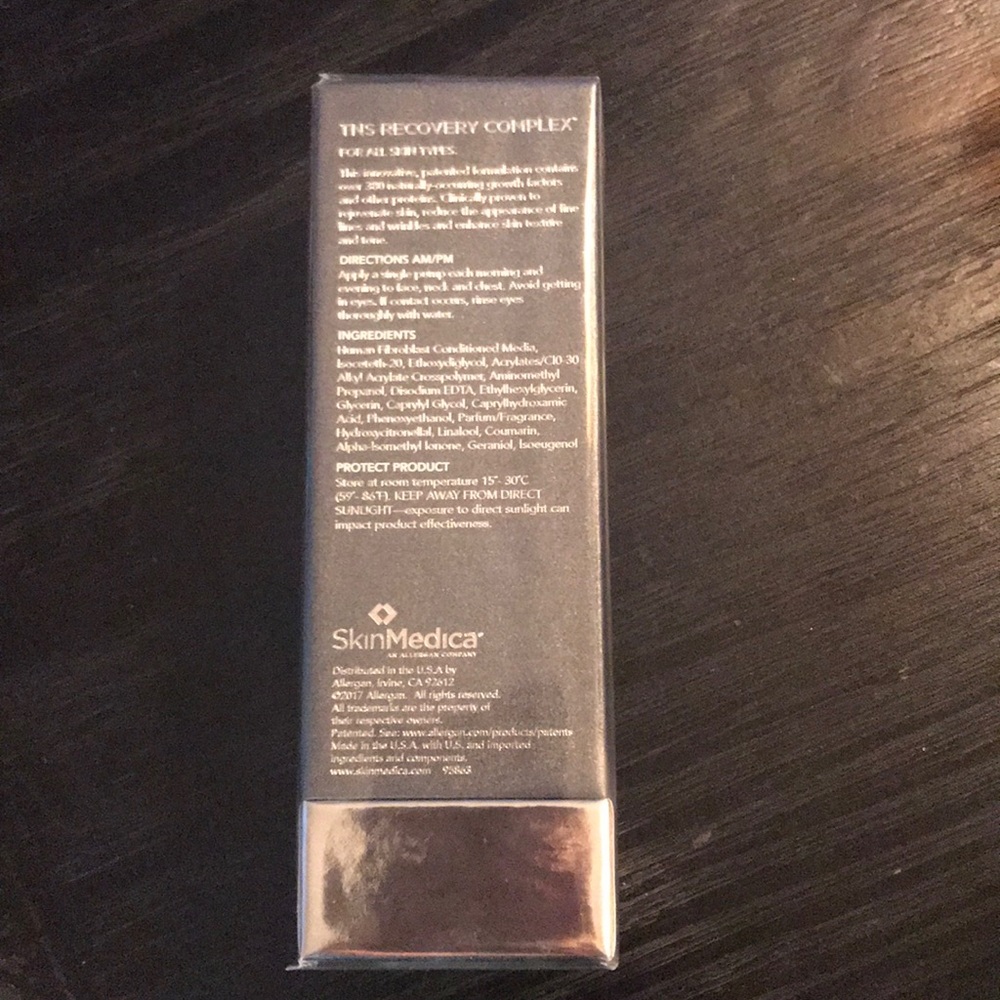 TNS RECOVERY COMPLEX™
FOR ALL SKIN TYPES.
This innovative, patented formulation contains
over 380 naturally-occurring growth factors
and other proteins. Clinically proven to
rejuvenate skin, reduce the appearance of fine
lines and wrinkles and enhance skin texture
and tone.
DIRECTIONS AM/PM
Apply a single pump each morning and
evening to face, neck and chest. Avoid getting
in eyes. If contact occurs, rinse eyes
thoroughly with water.
INGREDIENTS
Human Fibroblast Conditioned Media,
Isoceteth-20, Ethoxydiglycol, Acrylates/C10-30
Alkyl Acrylate Crosspolymer, Aminomethyl
Propanol, Disodium EDTA, Ethylhexylglycerin,
Glycerin, Caprylyl Glycol, Caprylhydroxamic
Acid, Phenoxyethanol, Parfum/Fragrance,
Hydroxycitronellal, Linalool, Coumarin,
Alpha-Isomethyl Ionone, Geraniol, Isoeugenol
PROTECT PRODUCT
Store at room temperature 15°- 30°C
(59°- 86°F). KEEP AWAY FROM DIRECT
SUNLIGHT—exposure to direct sunlight can
impact product effectiveness.
SkinMedica®
AN ALLERGAN COMPANY
Distributed in the U.S.A by
Allergan, Irvine, CA 92612
©2017 Allergan. All rights reserved.
All trademarks are the property of
their respective owners.
Patented. See: www.allergan.com/products/patents
Made in the U.S.A. with U.S. and imported
ingredients and components.
www.skinmedica.com 95863